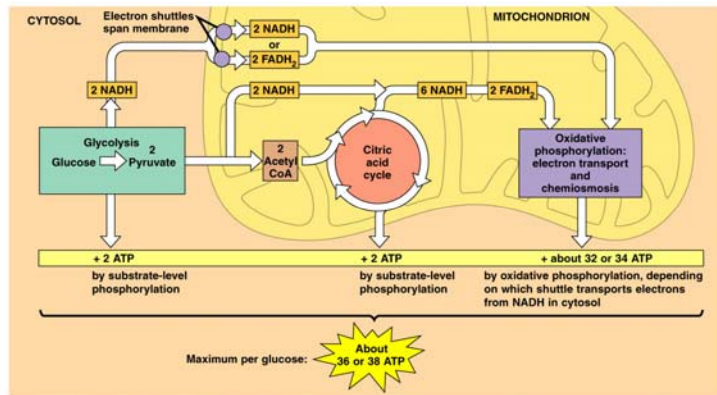 CYTOSOL
Electron shuttles
span membrane
MITOCHONDRION
2 NADH
or
2 FADH₂
2 NADH
2 NADH
6 NADH
2 FADH₂
Glycolysis
Glucose
2
Pyruvate
2
Acetyl
CoA
Citric
acid
cycle
Oxidative
phosphorylation:
electron transport
and
chemiosmosis
+ 2 ATP
+ 2 ATP
+ about 32 or 34 ATP
by substrate-level
phosphorylation
by substrate-level
phosphorylation
by oxidative phosphorylation, depending
on which shuttle transports electrons
from NADH in cytosol
Maximum per glucose:
About
36 or 38 ATP